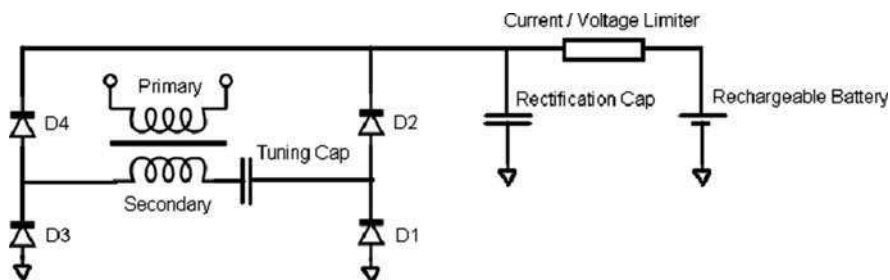 Current / Voltage Limiter
Primary
D4
D2
Rectification Cap
Rechargeable Battery
Tuning Cap
Secondary
D3
D1